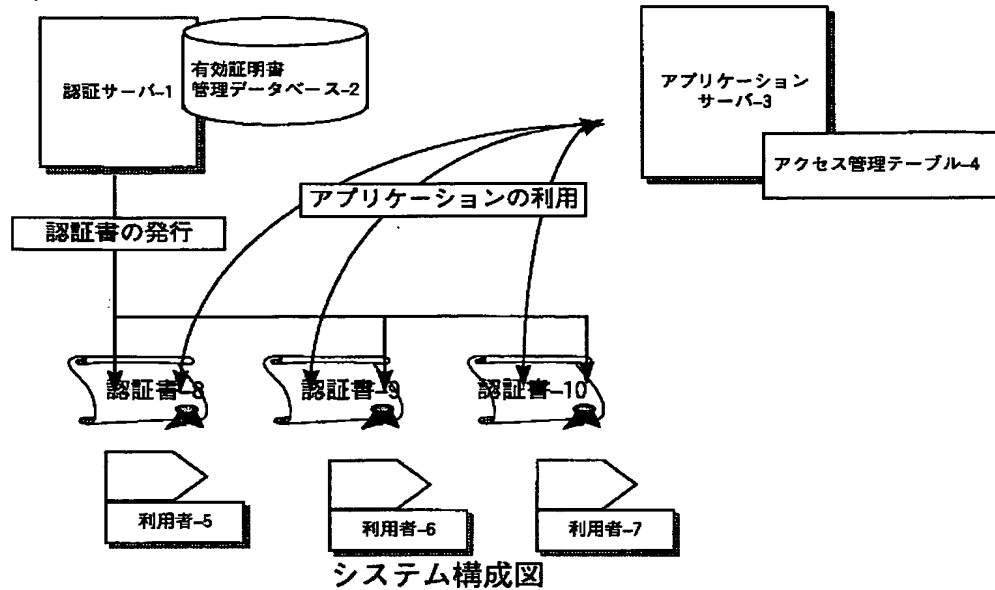 認証サーバ-1
有効証明書
管理データベース-2
アプリケーション
サーバ-3
アクセス管理テーブル-4
アプリケーションの利用
認証書の発行
認証書-8
認証書-9
認証書-10
利用者-5
利用者-6
利用者-7
システム構成図